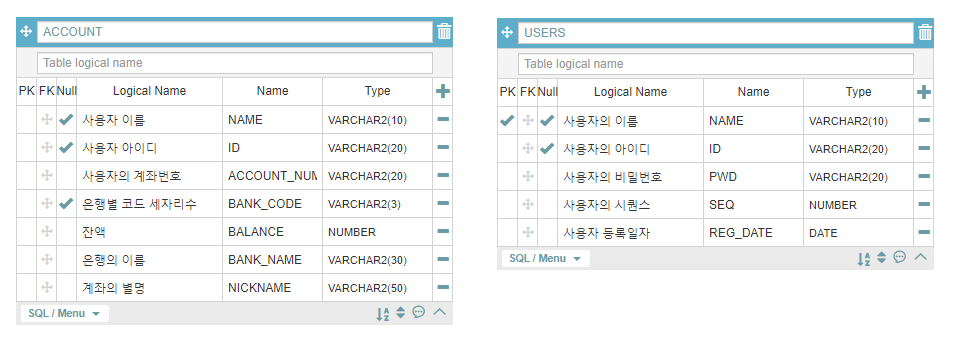 ACCOUNT
Table logical name
PK FK Null Logical Name Name Type
사용자 이름 NAME VARCHAR2(10)
사용자 아이디 ID VARCHAR2(20)
사용자의 계좌번호 ACCOUNT_NUM VARCHAR2(20)
은행별 코드 세자리수 BANK_CODE VARCHAR2(3)
잔액 BALANCE NUMBER
은행의 이름 BANK_NAME VARCHAR2(30)
계좌의 별명 NICKNAME VARCHAR2(50)
SQL / Menu
USERS
Table logical name
PK FK Null Logical Name Name Type
사용자의 이름 NAME VARCHAR2(10)
사용자의 아이디 ID VARCHAR2(20)
사용자의 비밀번호 PWD VARCHAR2(20)
사용자의 시퀀스 SEQ NUMBER
사용자 등록일자 REG_DATE DATE
SQL / Menu